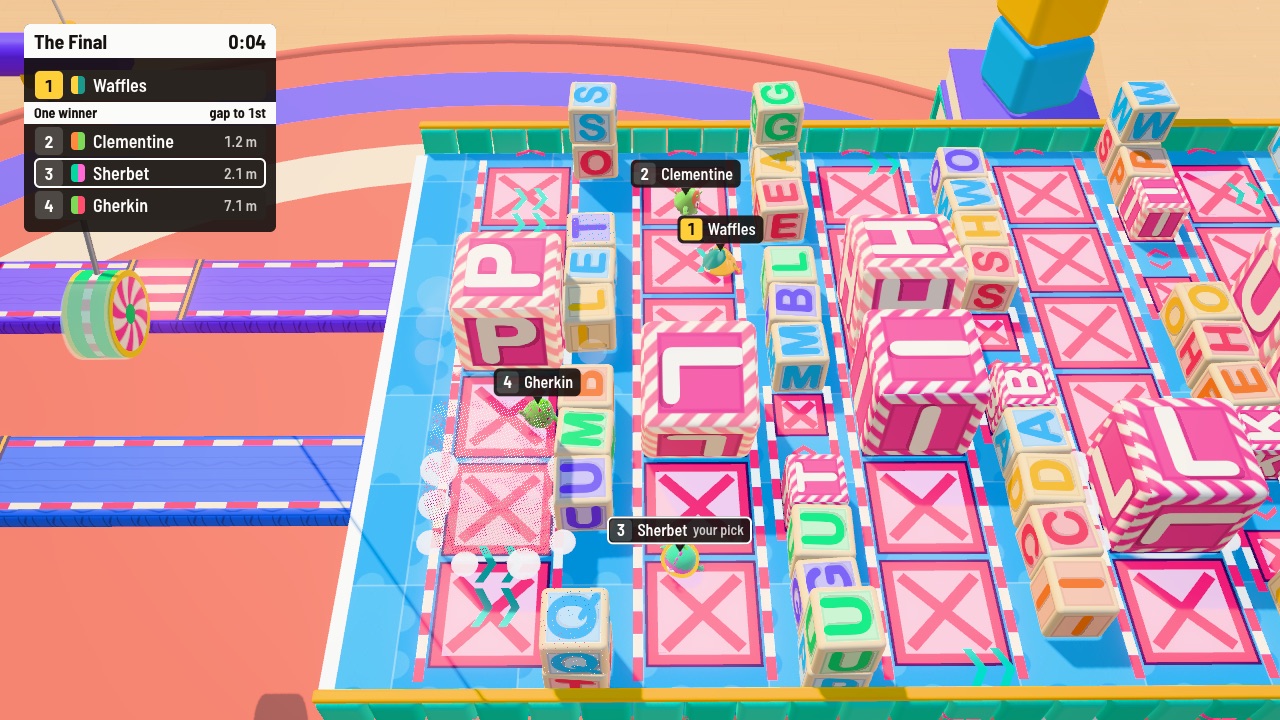 The Final 0:04
1 Waffles
One winner gap to 1st
2 Clementine 1.2 m
3 Sherbet 2.1 m
4 Gherkin 7.1 m
2 Clementine
1 Waffles
4 Gherkin
3 Sherbet your pick
S
S
O
G
G
A
E
E
W
W
S
P
I
O
W
H
S
S
T
E
L
P
P
L
B
M
M
H
I
I
L
B
M
U
U
T
U
G
U
U
B
A
D
C
I
I
O
H
O
E
K
L
L
Q
Q